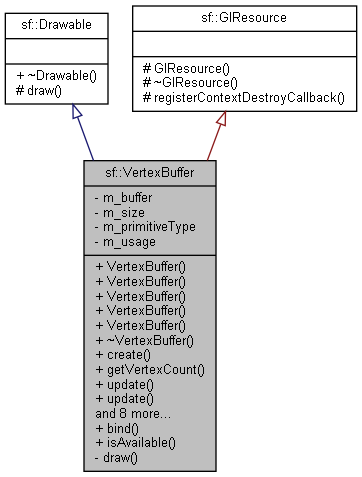 sf::Drawable
+ ~Drawable()
# draw()
sf::GlResource
# GlResource()
# ~GlResource()
# registerContextDestroyCallback()
sf::VertexBuffer
- m_buffer
- m_size
- m_primitiveType
- m_usage
+ VertexBuffer()
+ VertexBuffer()
+ VertexBuffer()
+ VertexBuffer()
+ VertexBuffer()
+ ~VertexBuffer()
+ create()
+ getVertexCount()
+ update()
+ update()
and 8 more...
+ bind()
+ isAvailable()
- draw()